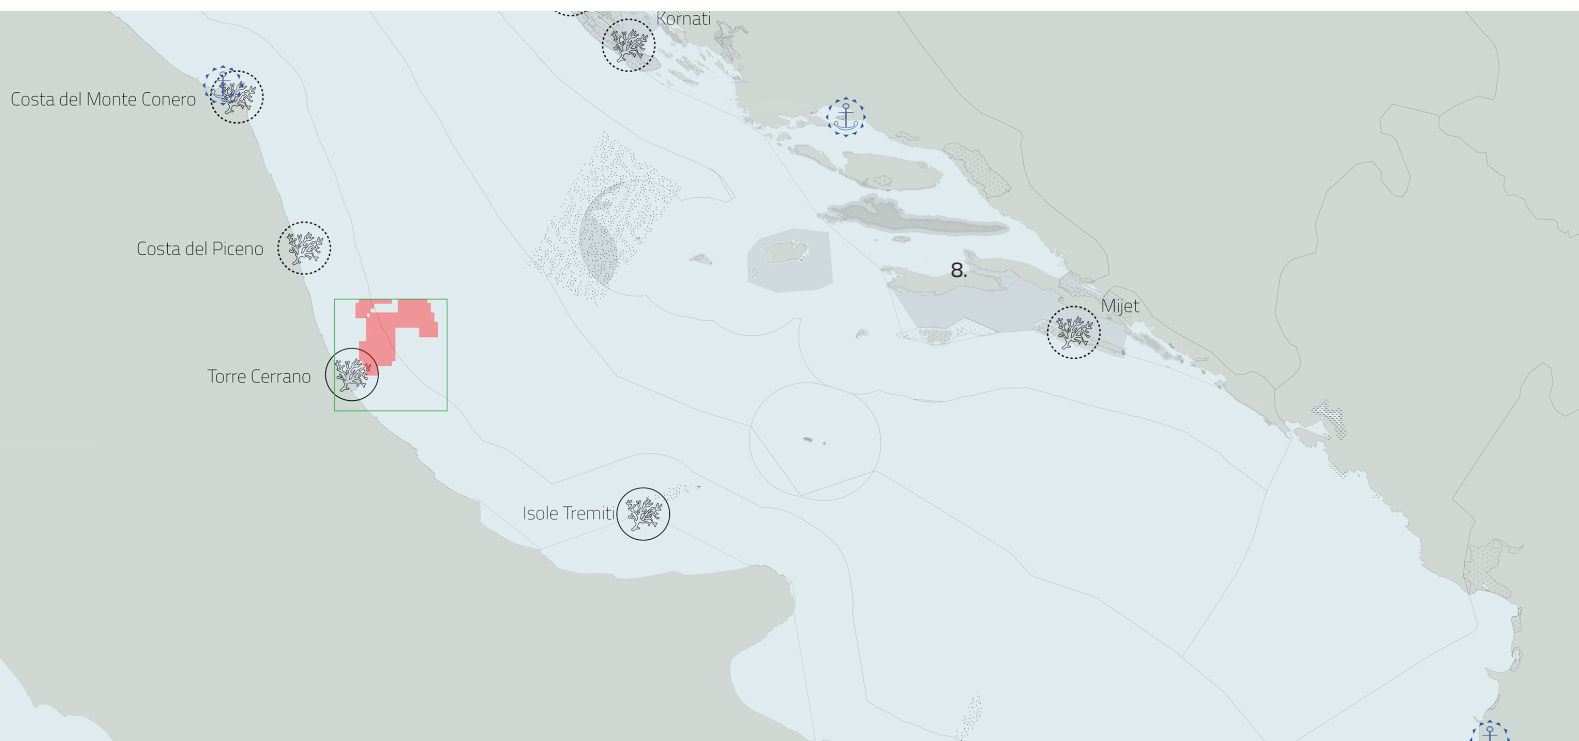 Kornati
Costa del Monte Conero
Costa del Piceno
8.
Mijet
Torre Cerrano
Isole Tremiti